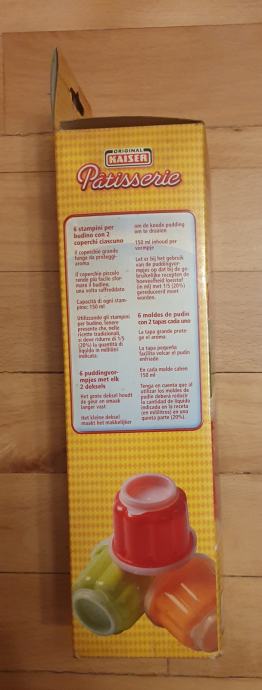 ORIGINAL
KAISER
Pâtisserie
6 stampini per
budino con 2
coperchi ciascuno
Il coperchio grande
funge da proteggi-
aroma
Il coperchio piccolo
rende più facile sfor-
mare il budino,
una volta raffreddato
Capacità di ogni stam-
pino: 150 ml
Utilizzando gli stampini
per budino, tenere
presente che, nelle
ricette tradizionali,
si deve ridurre di 1/5
(20%) la quantità di
liquido in millilitri
indicata.
6 puddingvor-
mpjes met elk
2 deksels
Het grote deksel houdt
de geur en smaak
langer vast
Het kleine deksel
maakt het makkelijker
om de koude pudding
om te draaien
150 ml inhoud per
vormpje
Let er bij het gebruik
van de puddingvor-
mpjes op dat bij de ge-
bruikelijke recepten de
hoeveelheid vloeistof
(in ml) met 1/5 (20%)
gereduceerd moet
worden.
6 moldes de pudín
con 2 tapas cada uno
La tapa grande prote-
ge el aroma
La tapa pequeña
facilita volcar el pudín
enfriado
En cada molde caben
150 ml
Tenga en cuenta que al
utilizar los moldes de
pudín deberá reducir
la cantidad de líquido
indicada en la receta
(en mililitros) en una
quinta parte (20%).